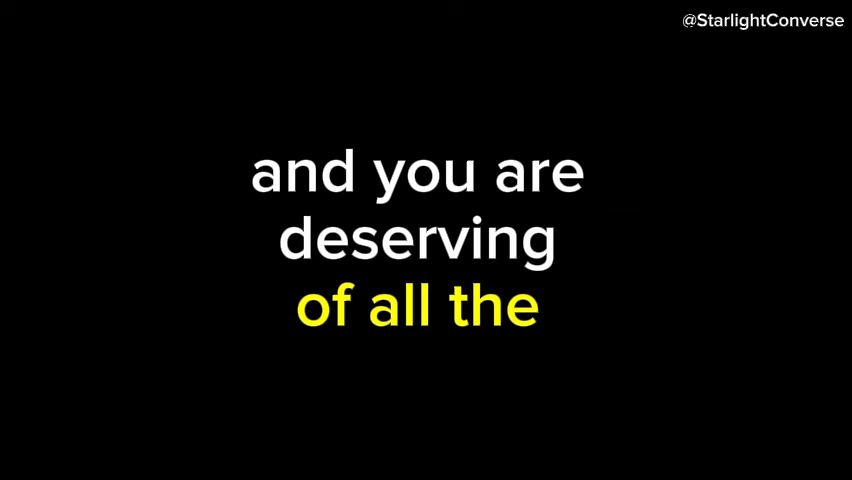 @StarlightConverse
and you are
deserving
of all the